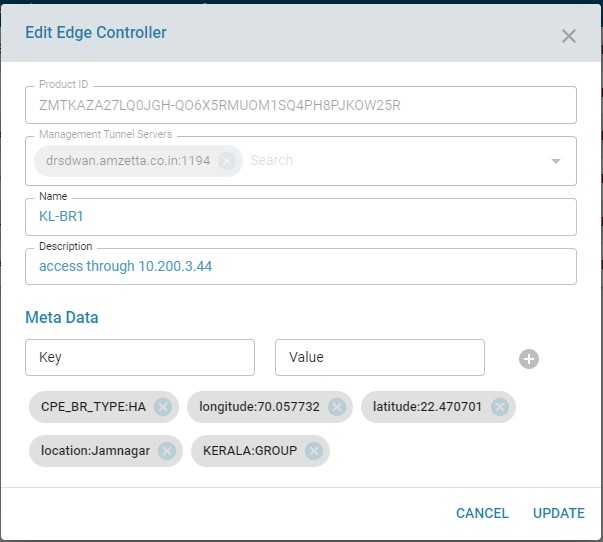 Edit Edge Controller
Product ID
ZMTKAZA27LQ0JGH-QO6X5RMUOM1SQ4PH8PJKOW25R
Management Tunnel Servers
drsdwan.amzetta.co.in:1194 Search
Name
KL-BR1
Description
access through 10.200.3.44
Meta Data
Key Value
CPE_BR_TYPE:HA longitude:70.057732 latitude:22.470701
location:Jamnagar KERALA:GROUP
CANCEL UPDATE